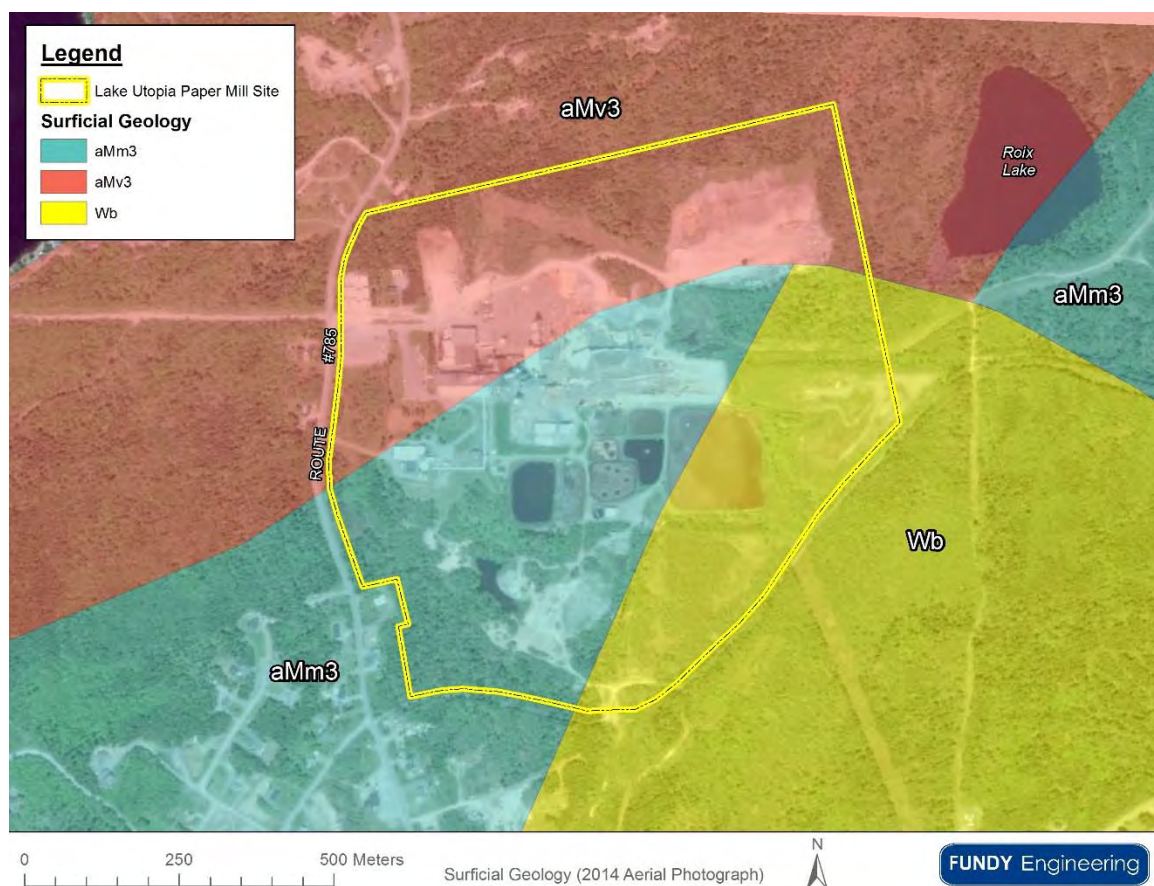 Legend
Lake Utopia Paper Mill Site
Surficial Geology
aMm3
aMv3
Wb
aMv3
Roix
Lake
aMm3
#785
ROUTE
Wb
aMm3
0 250 500 Meters
Surficial Geology (2014 Aerial Photograph)
N
FUNDY Engineering